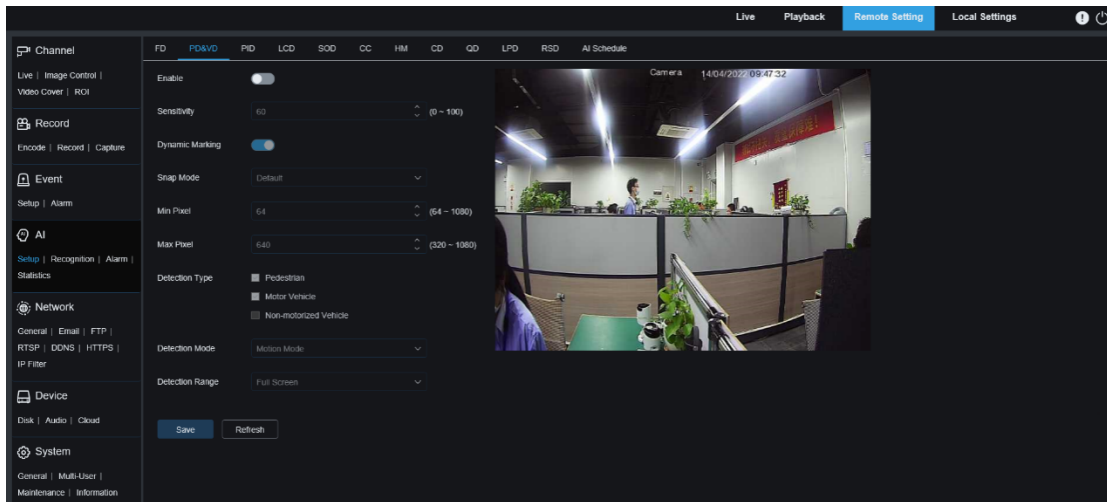 Live Playback Remote Setting Local Settings
Channel
Live | Image Control |
Video Cover | ROI
Record
Encode | Record | Capture
Event
Setup | Alarm
AI
Setup | Recognition | Alarm |
Statistics
Network
General | Email | FTP |
RTSP | DDNS | HTTPS |
IP Filter
Device
Disk | Audio | Cloud
System
General | Multi-User |
Maintenance | Information
FD PD&VD PID LCD SOD CC HM CD QD LPD RSD AI Schedule
Enable
Sensitivity 60 (0 ~ 100)
Dynamic Marking
Snap Mode Default
Min Pixel 64 (64 ~ 1080)
Max Pixel 640 (320 ~ 1080)
Detection Type Pedestrian
Motor Vehicle
Non-motorized Vehicle
Detection Mode Motion Mode
Detection Range Full Screen
Save Refresh
Camera 14/04/2022 09:47:32